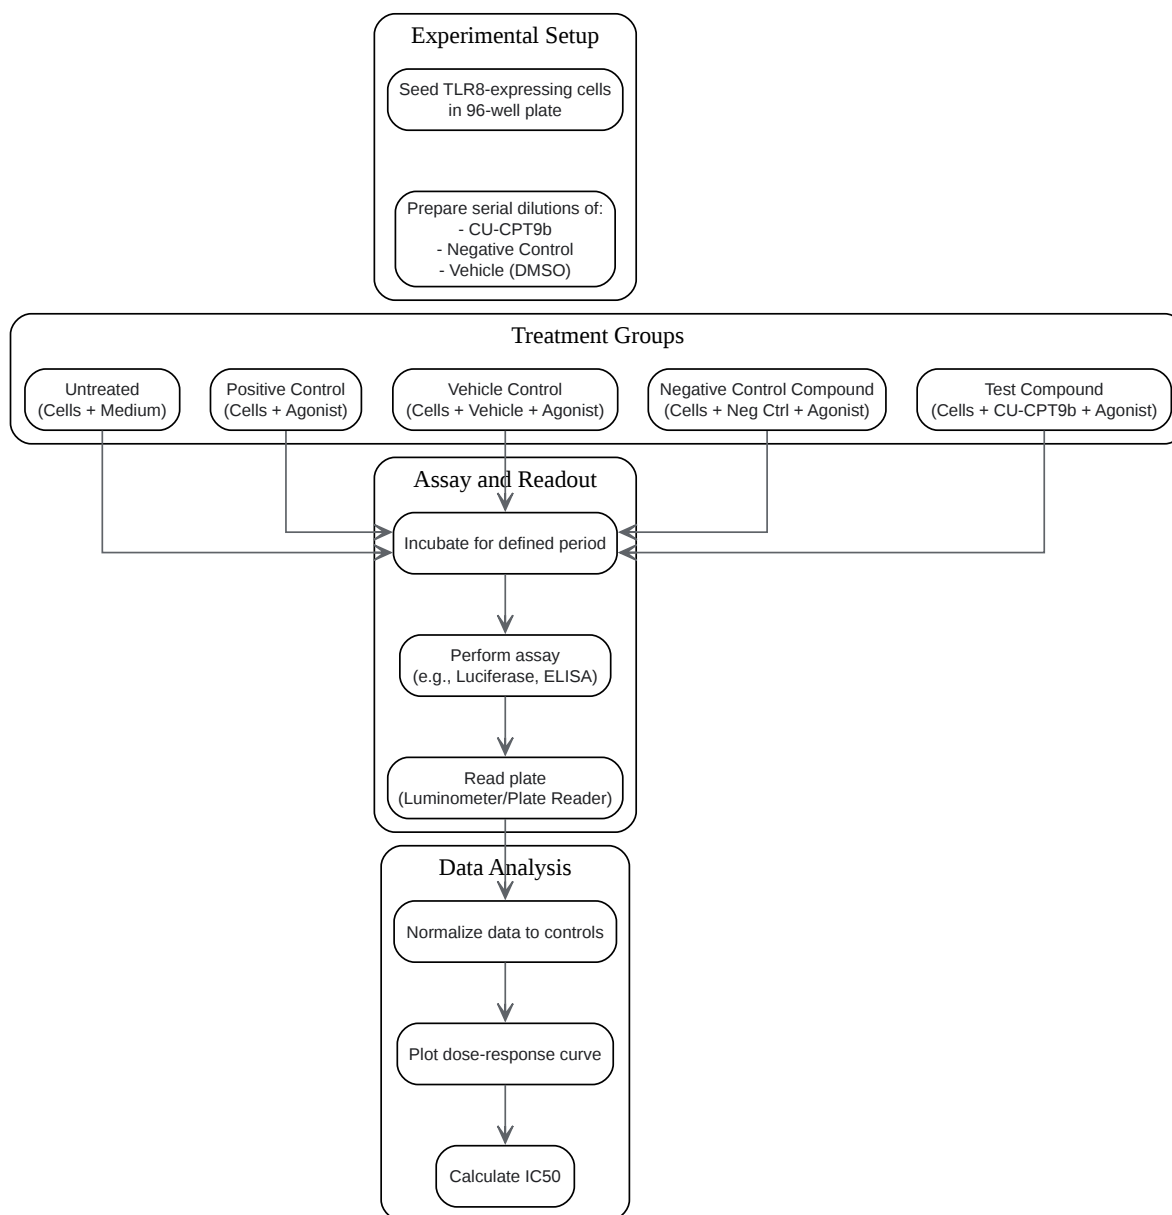 Experimental Setup
Seed TLR8-expressing cells
in 96-well plate
Prepare serial dilutions of:
- CU-CPT9b
- Negative Control
- Vehicle (DMSO)
Treatment Groups
Untreated
(Cells + Medium)
Positive Control
(Cells + Agonist)
Vehicle Control
(Cells + Vehicle + Agonist)
Negative Control Compound
(Cells + Neg Ctrl + Agonist)
Test Compound
(Cells + CU-CPT9b + Agonist)
Assay and Readout
Incubate for defined period
Perform assay
(e.g., Luciferase, ELISA)
Read plate
(Luminometer/Plate Reader)
Data Analysis
Normalize data to controls
Plot dose-response curve
Calculate IC50